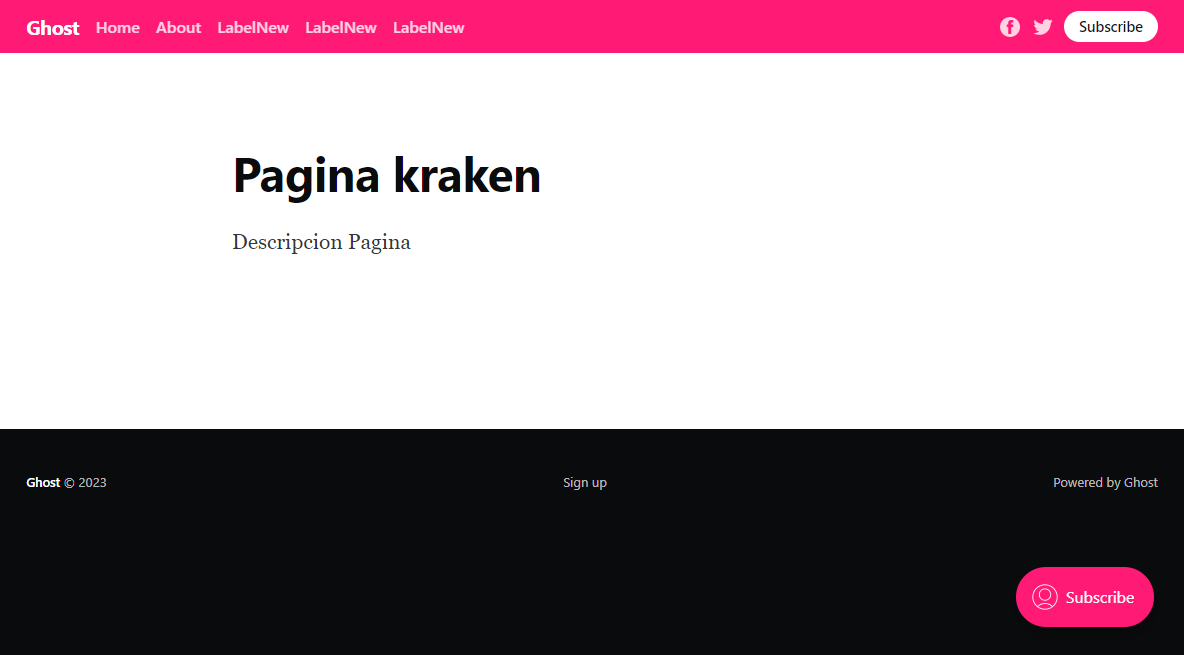 Ghost Home About LabelNew LabelNew LabelNew Subscribe
Pagina kraken
Descripcion Pagina
Ghost © 2023 Sign up Powered by Ghost
Subscribe